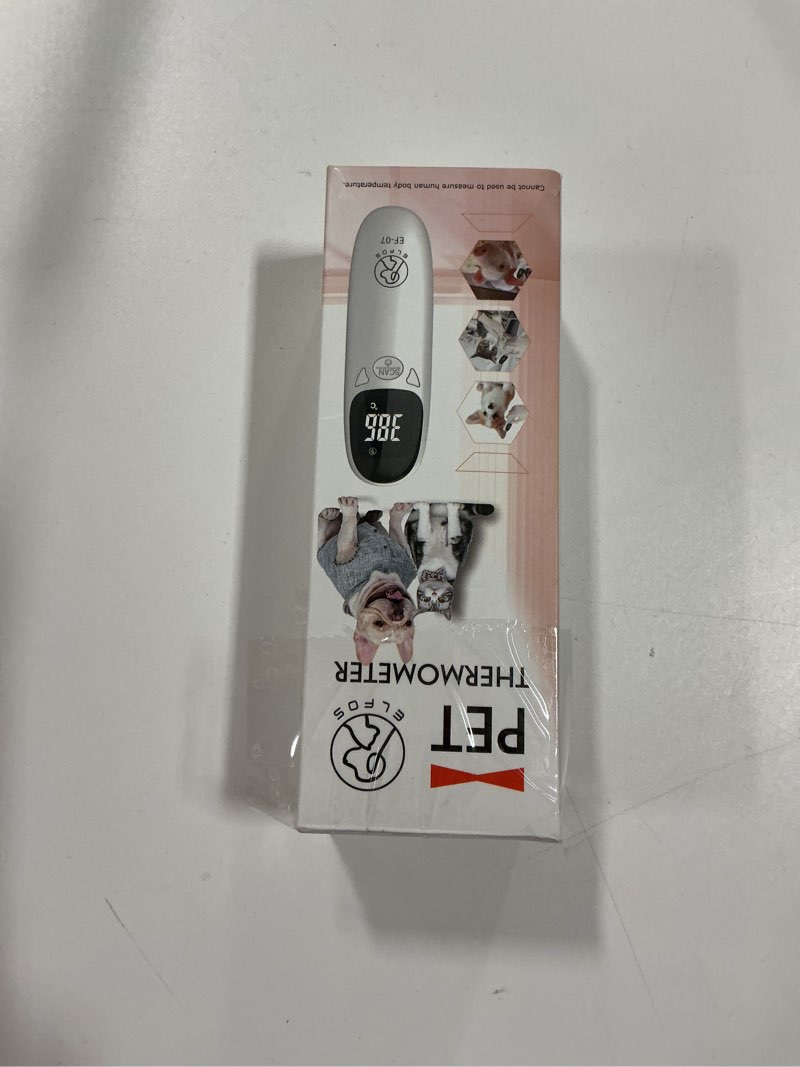 PET
ELFOS
THERMOMETER
38.6
°C
SCAN
ELFOS
EF-07
Cannot be used to measure human body temperature.